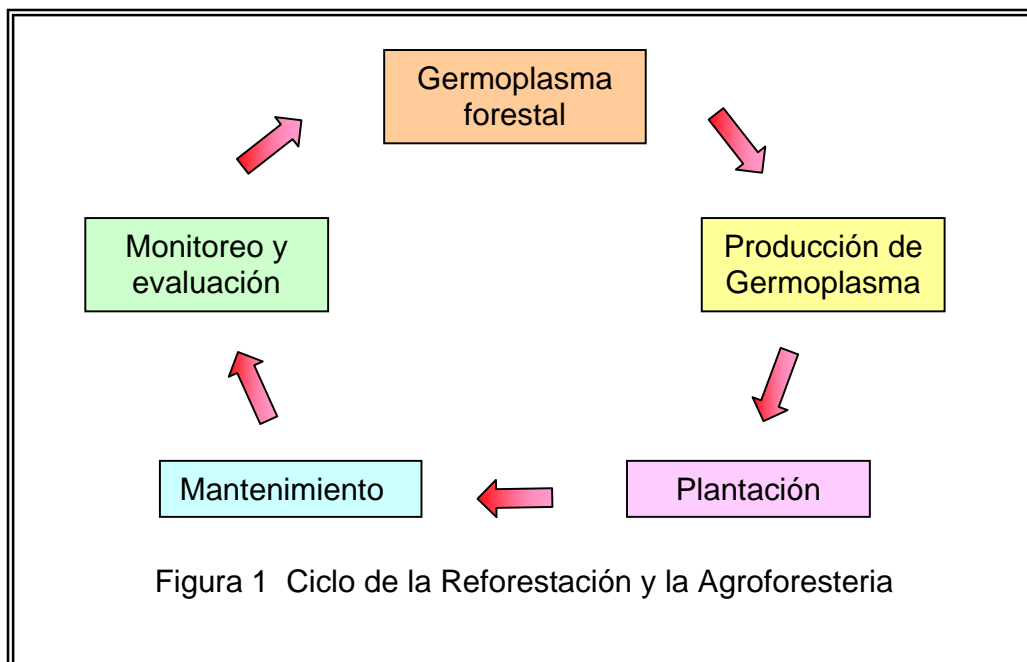 Germoplasma
forestal
Producción de
Germoplasma
Plantación
Mantenimiento
Monitoreo y
evaluación
Figura 1 Ciclo de la Reforestación y la Agroforesteria